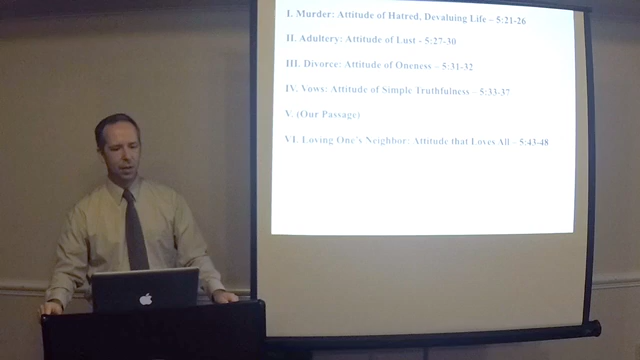 I. Murder: Attitude of Hatred, Devaluing Life – 5:21-26
II. Adultery: Attitude of Lust - 5:27-30
III. Divorce: Attitude of Oneness – 5:31-32
IV. Vows: Attitude of Simple Truthfulness – 5:33-37
V. (Our Passage)
VI. Loving One's Neighbor: Attitude that Loves All – 5:43-48